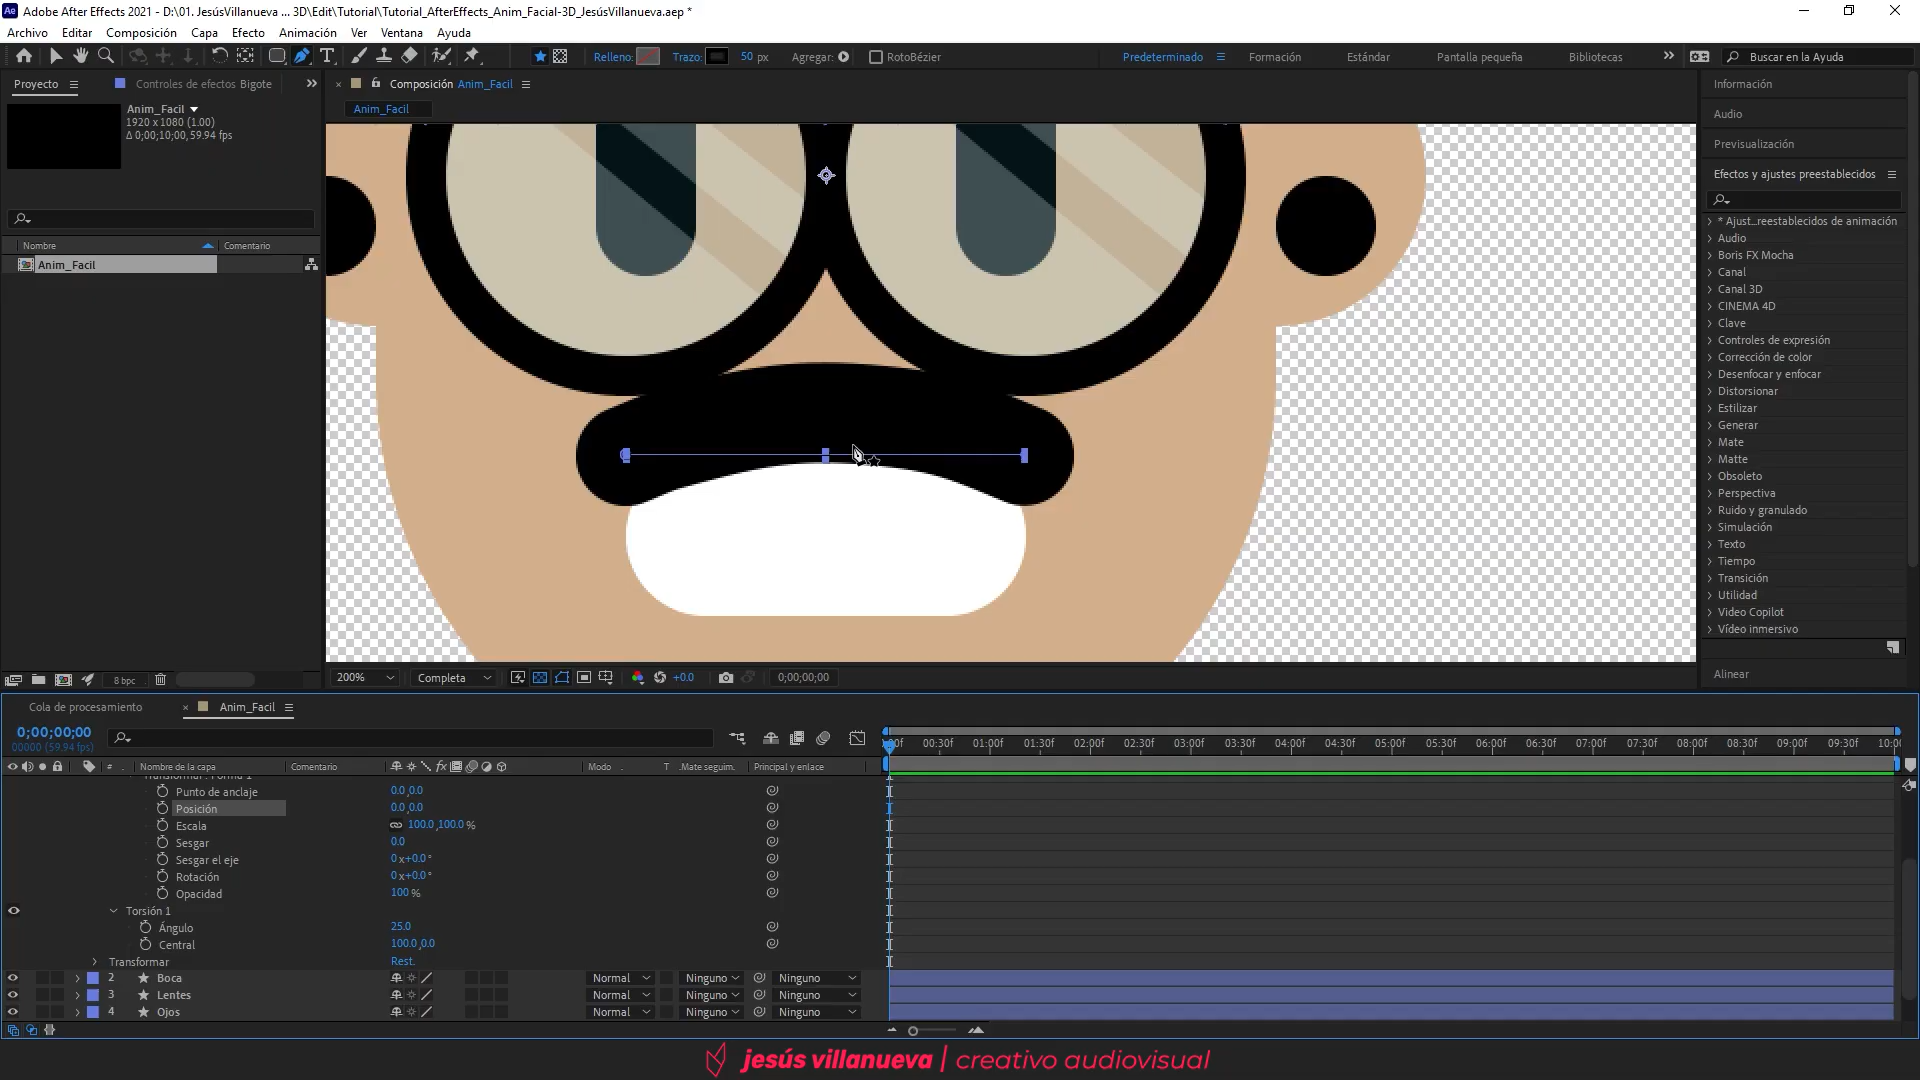 Adobe After Effects 2021 - D:\01. JesúsVillanueva ... 3D\Edit\Tutorial\Tutorial_AfterEffects_Anim_Facial-3D_JesúsVillanueva.aep *
Archivo Editar Composición Capa Efecto Animación Ver Ventana Ayuda
Relleno: Trazo: 50 px Agregar: RotoBézier Predeterminado Formación Estándar Pantalla pequeña Bibliotecas Buscar en la Ayuda
Proyecto Controles de efectos Bigote
Anim_Facil
1920 x 1080 (1.00)
Δ 0;00;10;00, 59.94 fps
Nombre Comentario
Anim_Facil
8 bpc
Composición Anim_Facil
Anim_Facil
200% Completa +0.0 0;00;00;00
Información
Audio
Previsualización
Efectos y ajustes preestablecidos
* Ajust...reestablecidos de animación
Audio
Boris FX Mocha
Canal
Canal 3D
CINEMA 4D
Clave
Controles de expresión
Corrección de color
Desenfocar y enfocar
Distorsionar
Estilizar
Generar
Mate
Matte
Obsoleto
Perspectiva
Ruido y granulado
Simulación
Texto
Tiempo
Transición
Utilidad
Video Copilot
Vídeo inmersivo
Alinear
Cola de procesamiento Anim_Facil
0;00;00;00
00000 (59.94 fps)
00f 00:30f 01:00f 01:30f 02:00f 02:30f 03:00f 03:30f 04:00f 04:30f 05:00f 05:30f 06:00f 06:30f 07:00f 07:30f 08:00f 08:30f 09:00f 09:30f 10:0
# Nombre de la capa Comentario Modo T .Mate seguim. Principal y enlace
Transformar : Forma 1
Punto de anclaje 0.0,0.0
Posición 0.0,0.0
Escala 100.0,100.0 %
Sesgar 0.0
Sesgar el eje 0 x+0.0°
Rotación 0 x+0.0°
Opacidad 100 %
Torsión 1
Ángulo 25.0
Central 100.0,0.0
Transformar Rest.
2 Boca Normal Ninguno Ninguno
3 Lentes Normal Ninguno Ninguno
4 Ojos Normal Ninguno Ninguno
jesús villanueva | creativo audiovisual